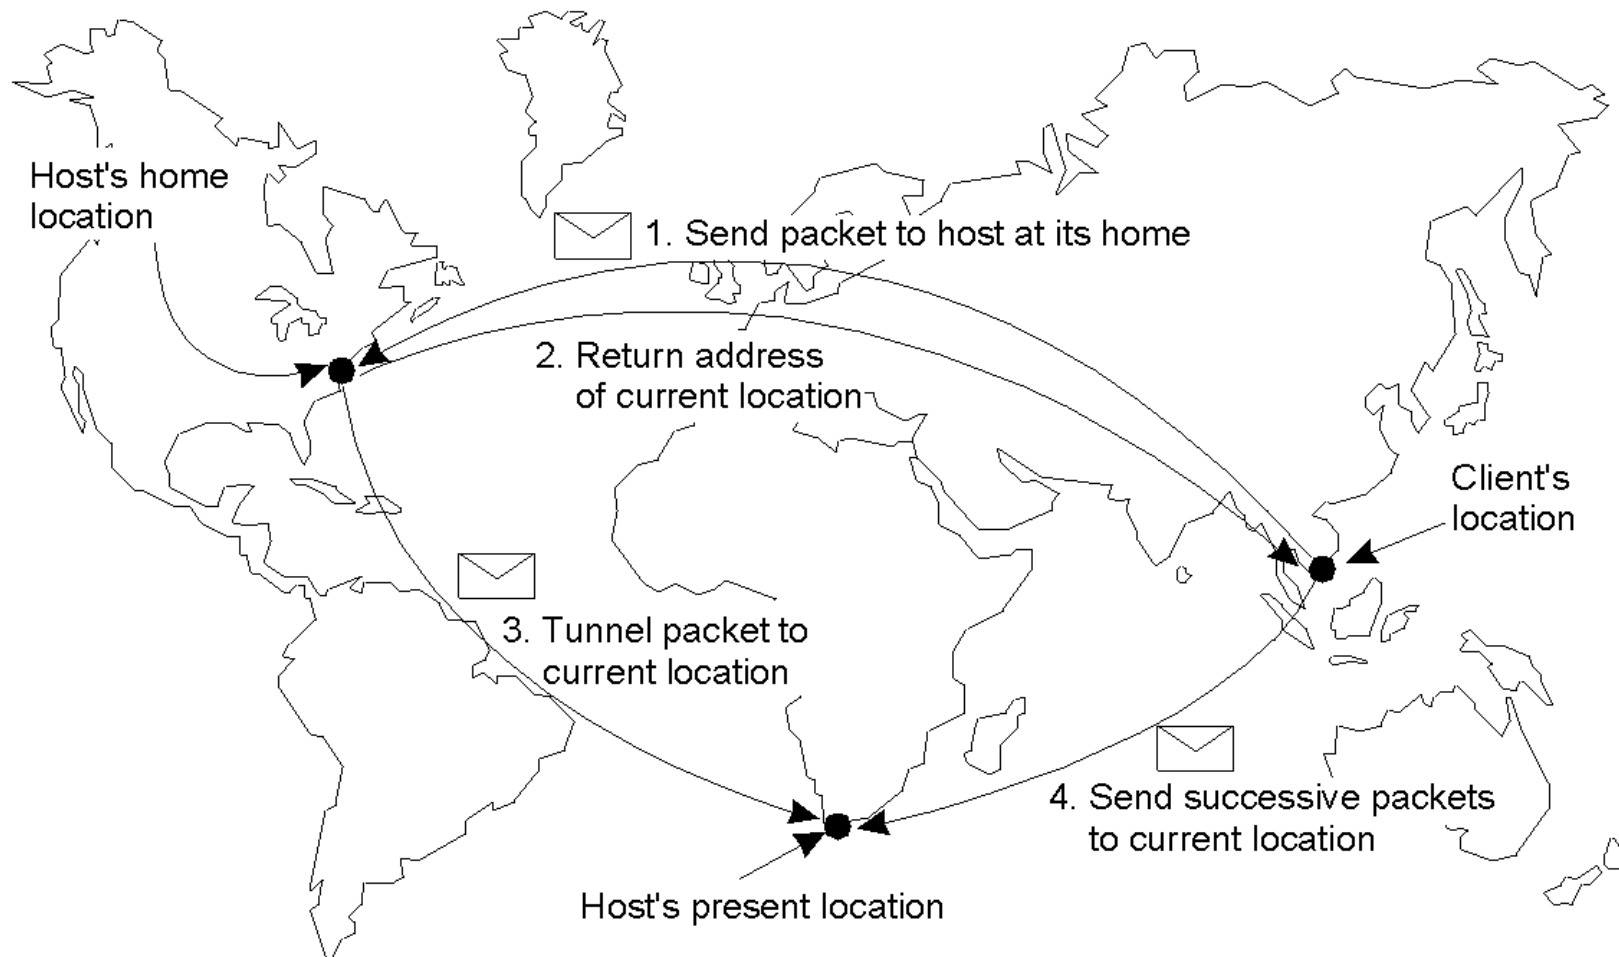 Host's home
location
1. Send packet to host at its home
2. Return address
of current location
Client's
location
3. Tunnel packet to
current location
4. Send successive packets
to current location
Host's present location